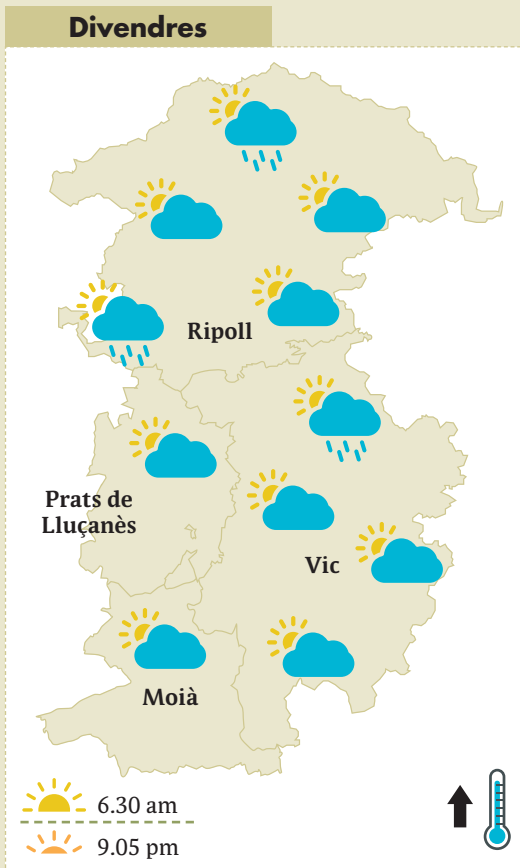 Divendres
Ripoll
Prats de
Lluçanès
Vic
Moià
6.30 am
9.05 pm